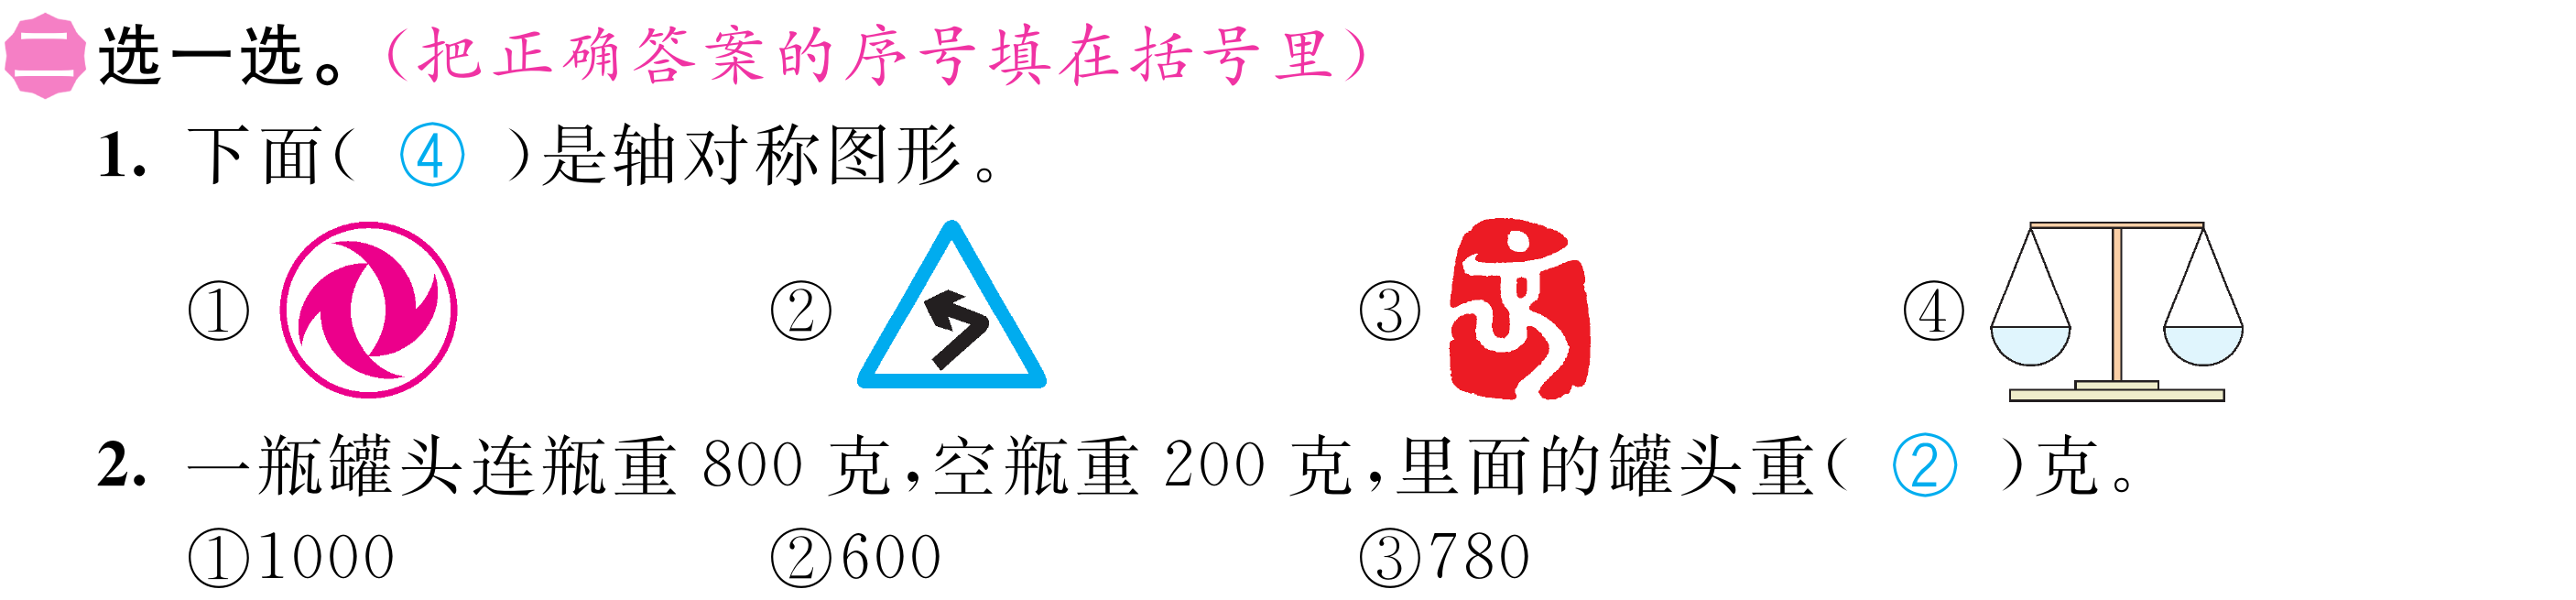 二 选一选。(把正确答案的序号填在括号里)
1. 下面( ④ )是轴对称图形。
① ② ③ ④
2. 一瓶罐头连瓶重 800 克,空瓶重 200 克,里面的罐头重( ② )克。
①1000 ②600 ③780